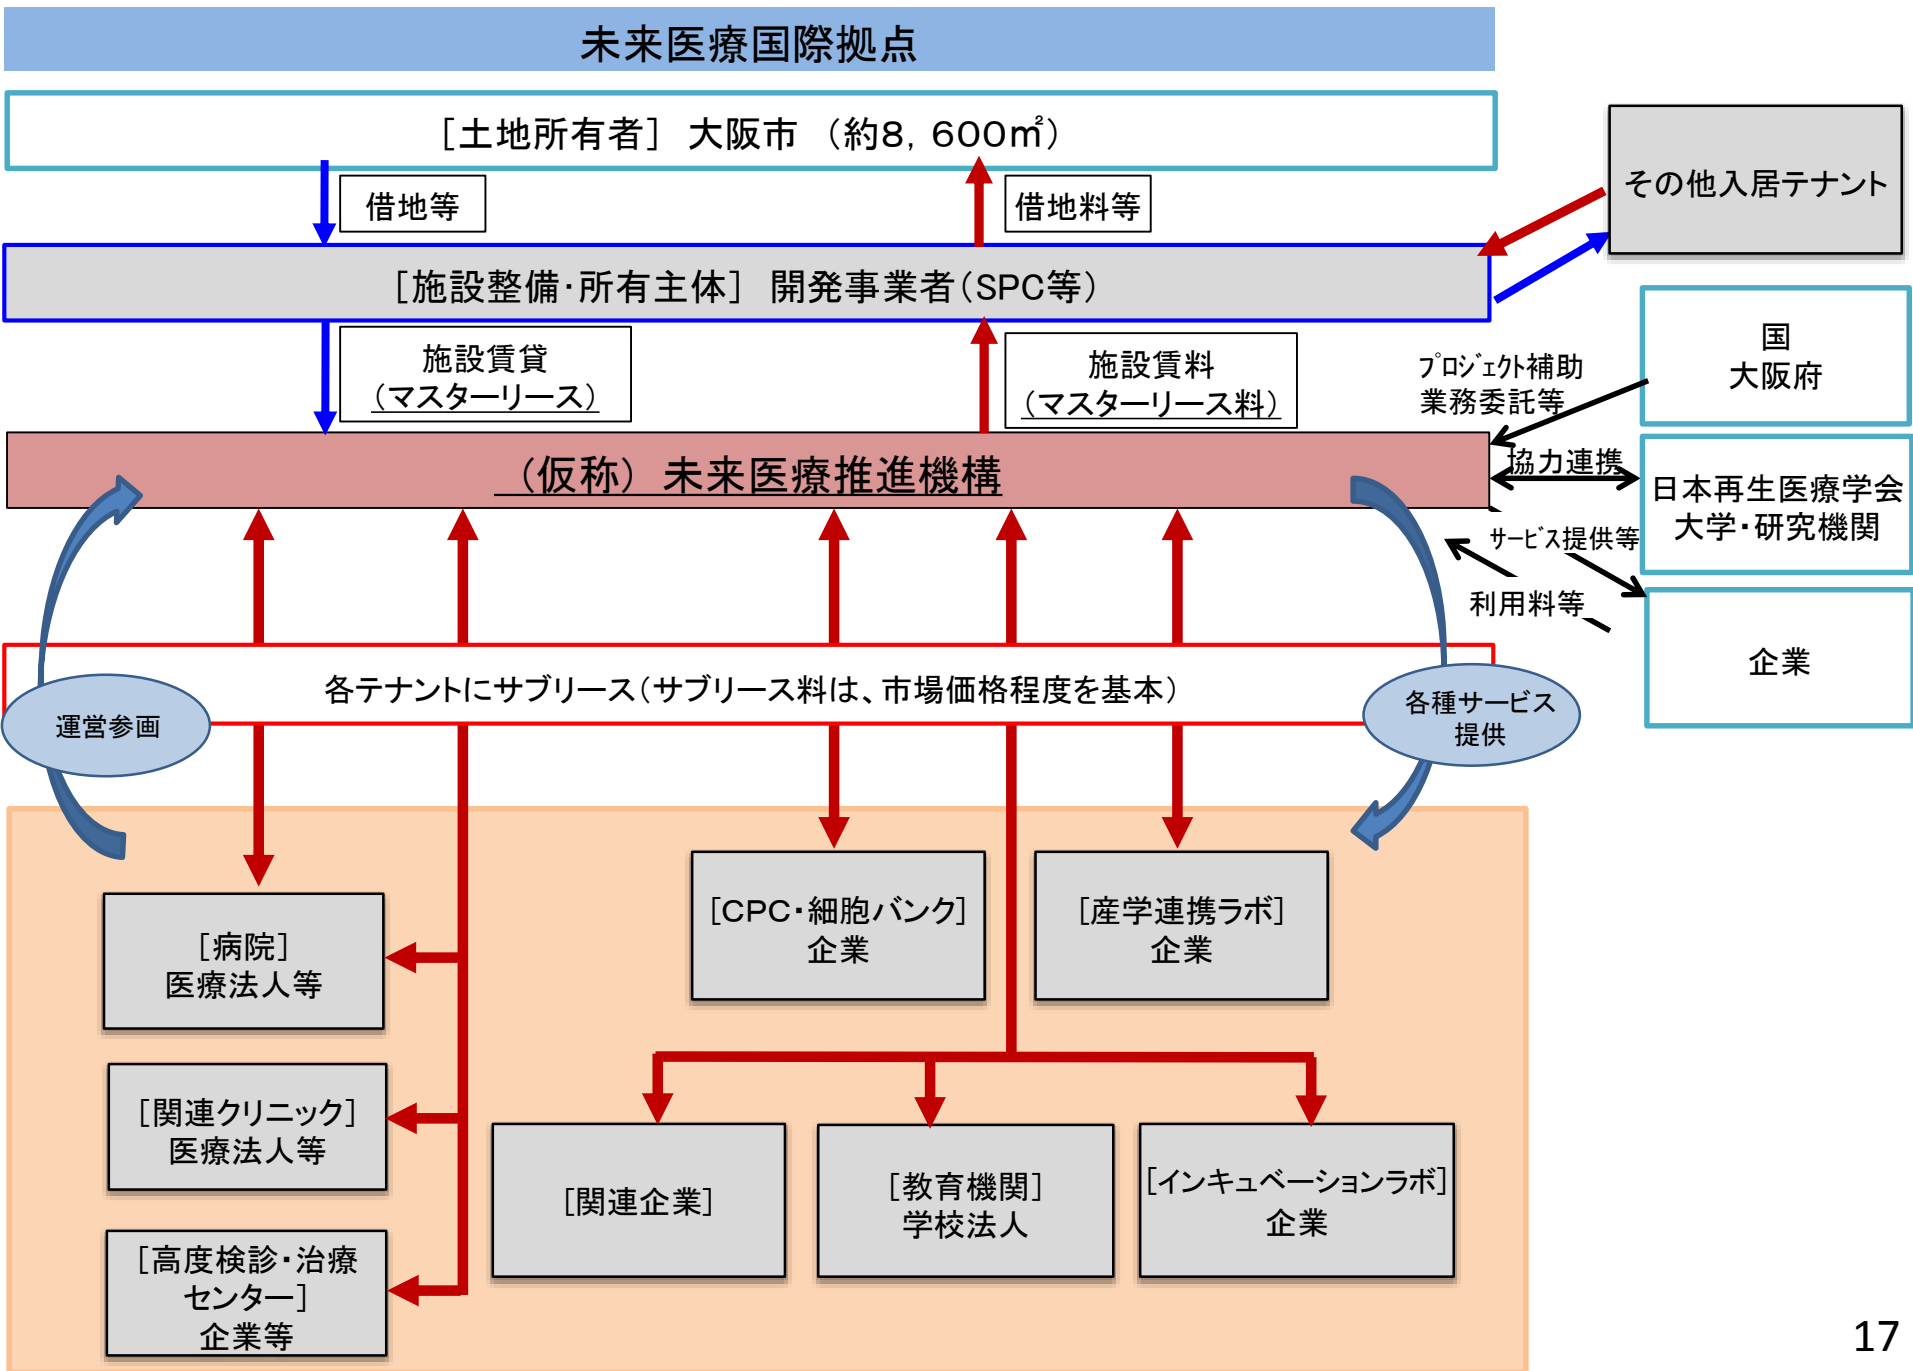 未来医療国際拠点
［土地所有者］ 大阪市 （約８，６００㎡）
借地等
借地料等
その他入居テナント
［施設整備・所有主体］ 開発事業者（SPC等）
施設賃貸
（マスターリース）
施設賃料
（マスターリース料）
国
大阪府
ﾌﾟﾛｼﾞｪｸﾄ補助
業務委託等
（仮称） 未来医療推進機構
協力連携
日本再生医療学会
大学・研究機関
ｻｰﾋﾞｽ提供等
利用料等
企業
各テナントにサブリース（サブリース料は、市場価格程度を基本）
運営参画
各種サービス
提供
［病院］
医療法人等
［CPC・細胞バンク］
企業
［産学連携ラボ］
企業
［関連クリニック］
医療法人等
［関連企業］
［教育機関］
学校法人
［インキュベーションラボ］
企業
［高度検診・治療
センター］
企業等
17